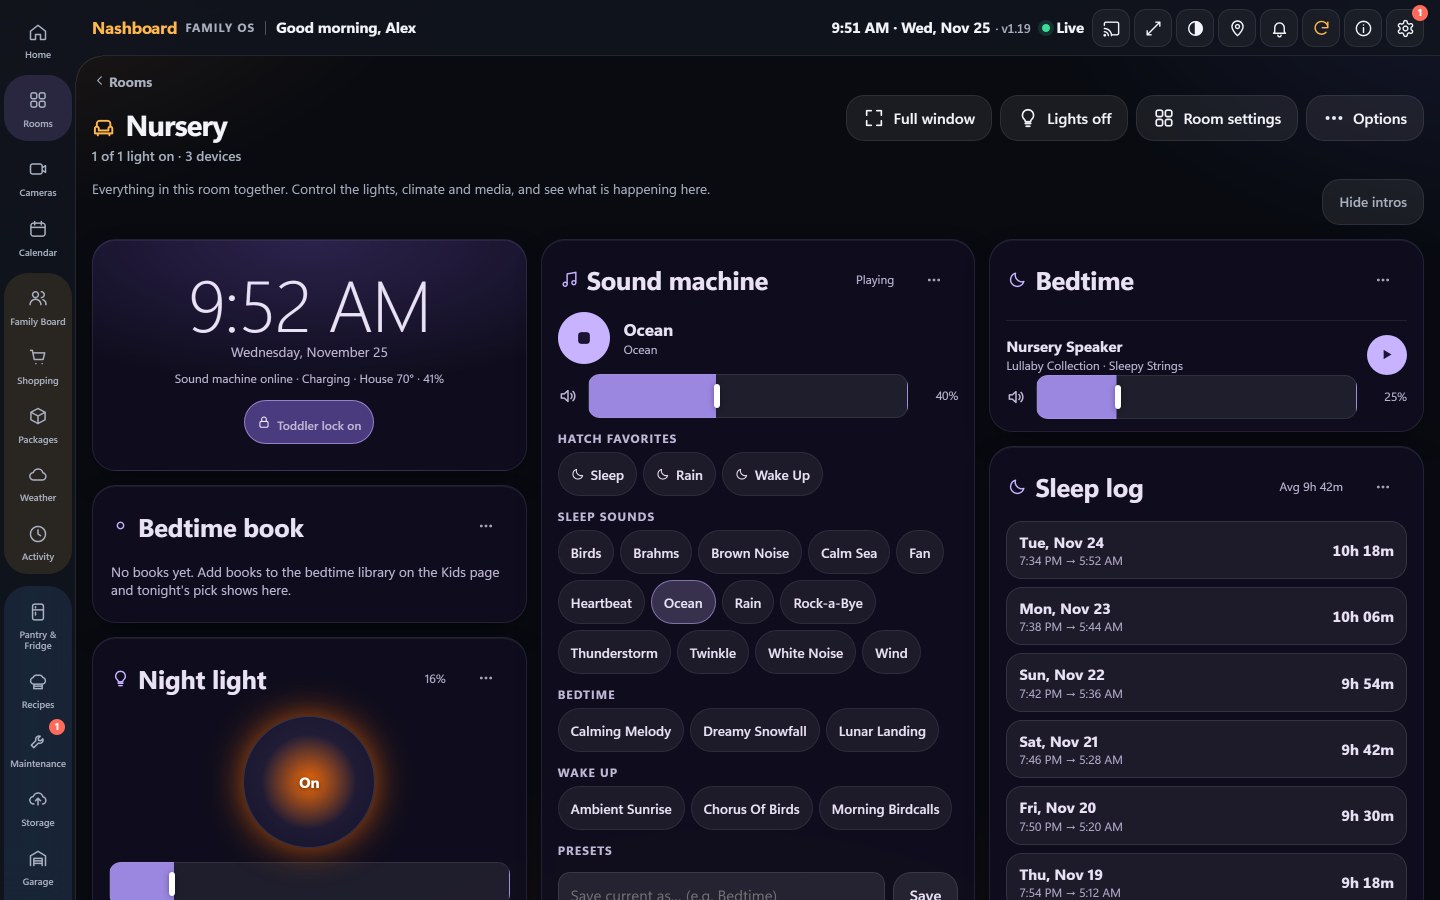 Nashboard FAMILY OS Good morning, Alex
9:51 AM · Wed, Nov 25 · v1.19 Live
1
Home
Rooms
Cameras
Calendar
Family Board
Shopping
Packages
Weather
Activity
Pantry &
Fridge
Recipes
1
Maintenance
Storage
Garage
Rooms
Nursery
1 of 1 light on · 3 devices
Full window
Lights off
Room settings
Options
Everything in this room together. Control the lights, climate and media, and see what is happening here.
Hide intros
9:52 AM
Wednesday, November 25
Sound machine online · Charging · House 70° · 41%
Toddler lock on
Bedtime book
No books yet. Add books to the bedtime library on the Kids page
and tonight's pick shows here.
Night light 16%
On
Sound machine Playing
Ocean
Ocean
40%
HATCH FAVORITES
Sleep Rain Wake Up
SLEEP SOUNDS
Birds Brahms Brown Noise Calm Sea Fan
Heartbeat Ocean Rain Rock-a-Bye
Thunderstorm Twinkle White Noise Wind
BEDTIME
Calming Melody Dreamy Snowfall Lunar Landing
WAKE UP
Ambient Sunrise Chorus Of Birds Morning Birdcalls
PRESETS
Save current as... (e.g. Bedtime) Save
Bedtime
Nursery Speaker
Lullaby Collection · Sleepy Strings
25%
Sleep log Avg 9h 42m
Tue, Nov 24
7:34 PM → 5:52 AM
10h 18m
Mon, Nov 23
7:38 PM → 5:44 AM
10h 06m
Sun, Nov 22
7:42 PM → 5:36 AM
9h 54m
Sat, Nov 21
7:46 PM → 5:28 AM
9h 42m
Fri, Nov 20
7:50 PM → 5:20 AM
9h 30m
Thu, Nov 19
7:54 PM → 5:12 AM
9h 18m